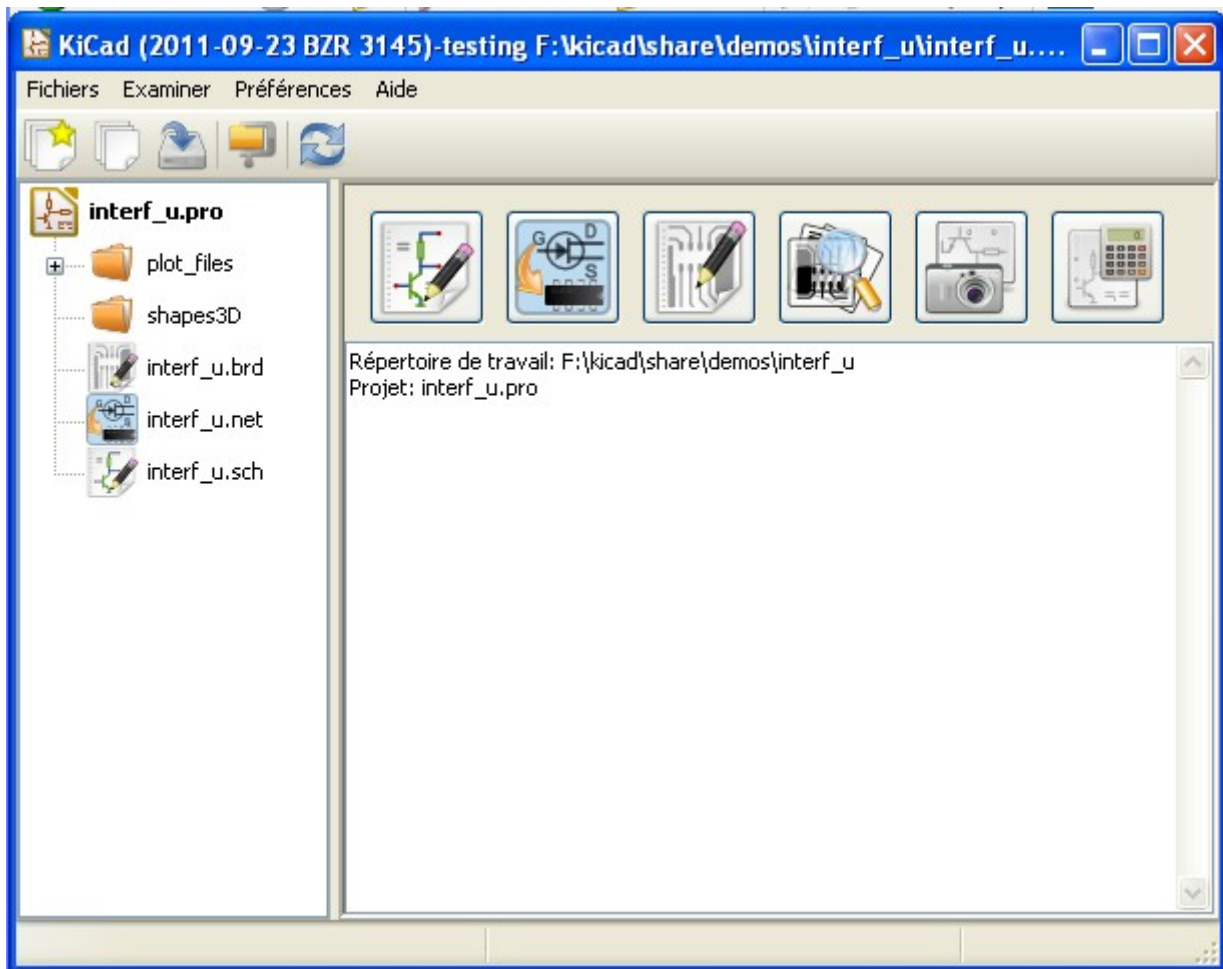 KiCad (2011-09-23 BZR 3145)-testing F:\kicad\share\demos\interf_u\interf_u....
Fichiers Examiner Préférences Aide
interf_u.pro
plot_files
shapes3D
interf_u.brd
interf_u.net
interf_u.sch
G D
S
Répertoire de travail: F:\kicad\share\demos\interf_u
Projet: interf_u.pro